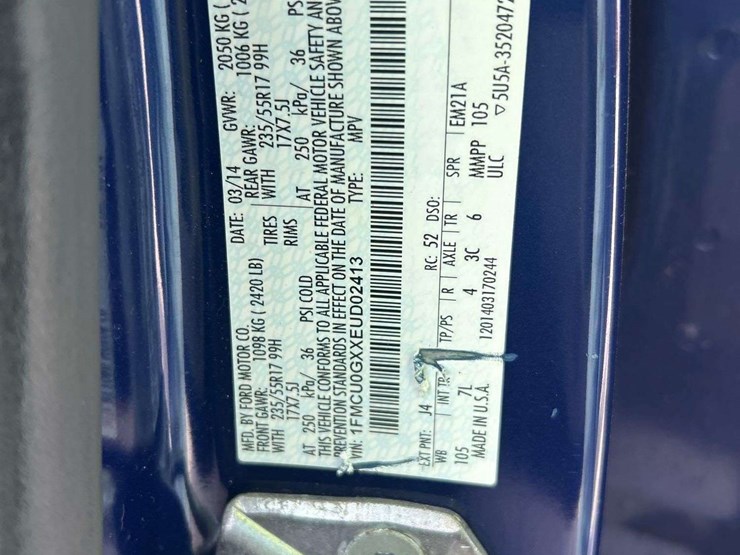 MFD. BY FORD MOTOR CO.
DATE: 03/14 GVWR: 2050 KG (
FRONT GAWR: 1098 KG ( 2420 LB) REAR GAWR: 1006 KG ( 2
WITH 235/55R17 99H TIRES WITH 235/55R17 99H
17X7.5J RIMS 17X7.5J
AT 250 kPa/ 36 PSI COLD AT 250 kPa/ 36 PS
THIS VEHICLE CONFORMS TO ALL APPLICABLE FEDERAL MOTOR VEHICLE SAFETY AN
PREVENTION STANDARDS IN EFFECT ON THE DATE OF MANUFACTURE SHOWN ABOV
VIN: 1FMCU0GXXEUD02413 TYPE: MPV
EXT PNT: J4 RC: 52 DSO:
WB INT TR TP/PS R AXLE TR SPR EM21A
105 7L 4 3C 6 MMPP 105
MADE IN U.S.A. 1201403170244 ULC ▽5U5A-3520472